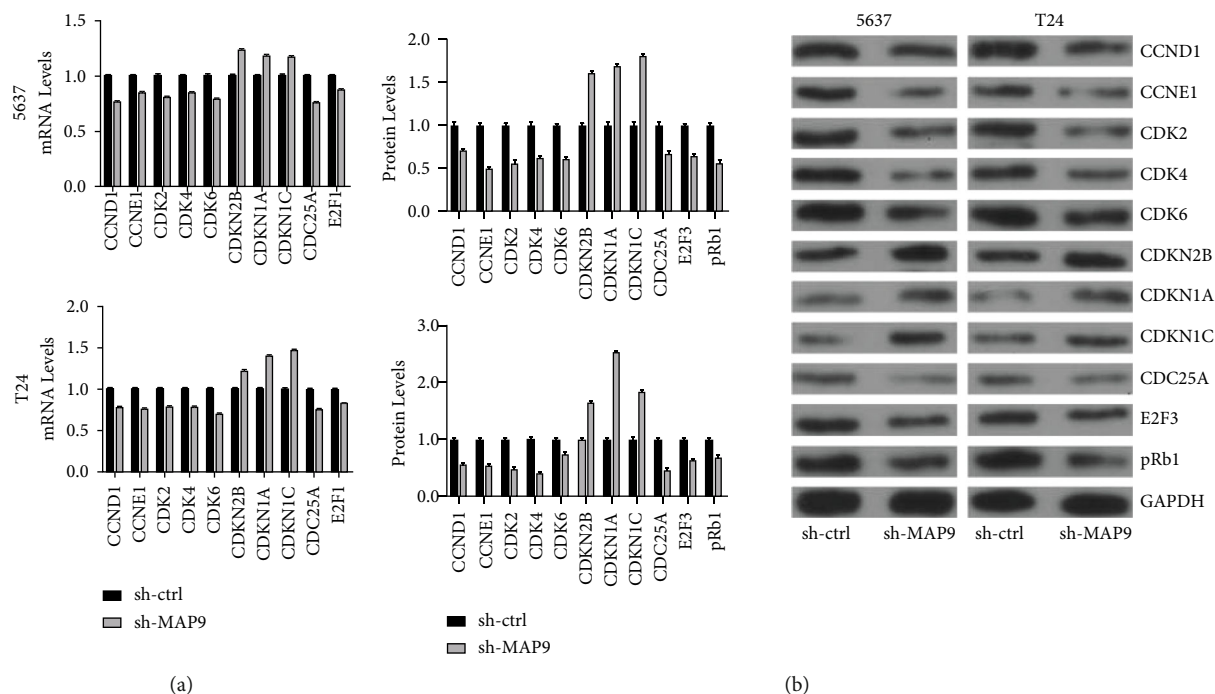 5637
mRNA Levels
1.5
1.0
0.5
0.0
CCND1
CCNE1
CDK2
CDK4
CDK6
CDKN2B
CDKN1A
CDKN1C
CDC25A
E2F1
Protein Levels
2.0
1.5
1.0
0.5
0.0
CCND1
CCNE1
CDK2
CDK4
CDK6
CDKN2B
CDKN1A
CDKN1C
CDC25A
E2F3
pRb1
T24
mRNA Levels
2.0
1.5
1.0
0.5
0.0
CCND1
CCNE1
CDK2
CDK4
CDK6
CDKN2B
CDKN1A
CDKN1C
CDC25A
E2F1
sh-ctrl
sh-MAP9
Protein Levels
3.0
2.0
1.0
0.0
CCND1
CCNE1
CDK2
CDK4
CDK6
CDKN2B
CDKN1A
CDKN1C
CDC25A
E2F3
pRb1
sh-ctrl
sh-MAP9
(a)
5637 T24
CCND1
CCNE1
CDK2
CDK4
CDK6
CDKN2B
CDKN1A
CDKN1C
CDC25A
E2F3
pRb1
GAPDH
sh-ctrl sh-MAP9 sh-ctrl sh-MAP9
(b)